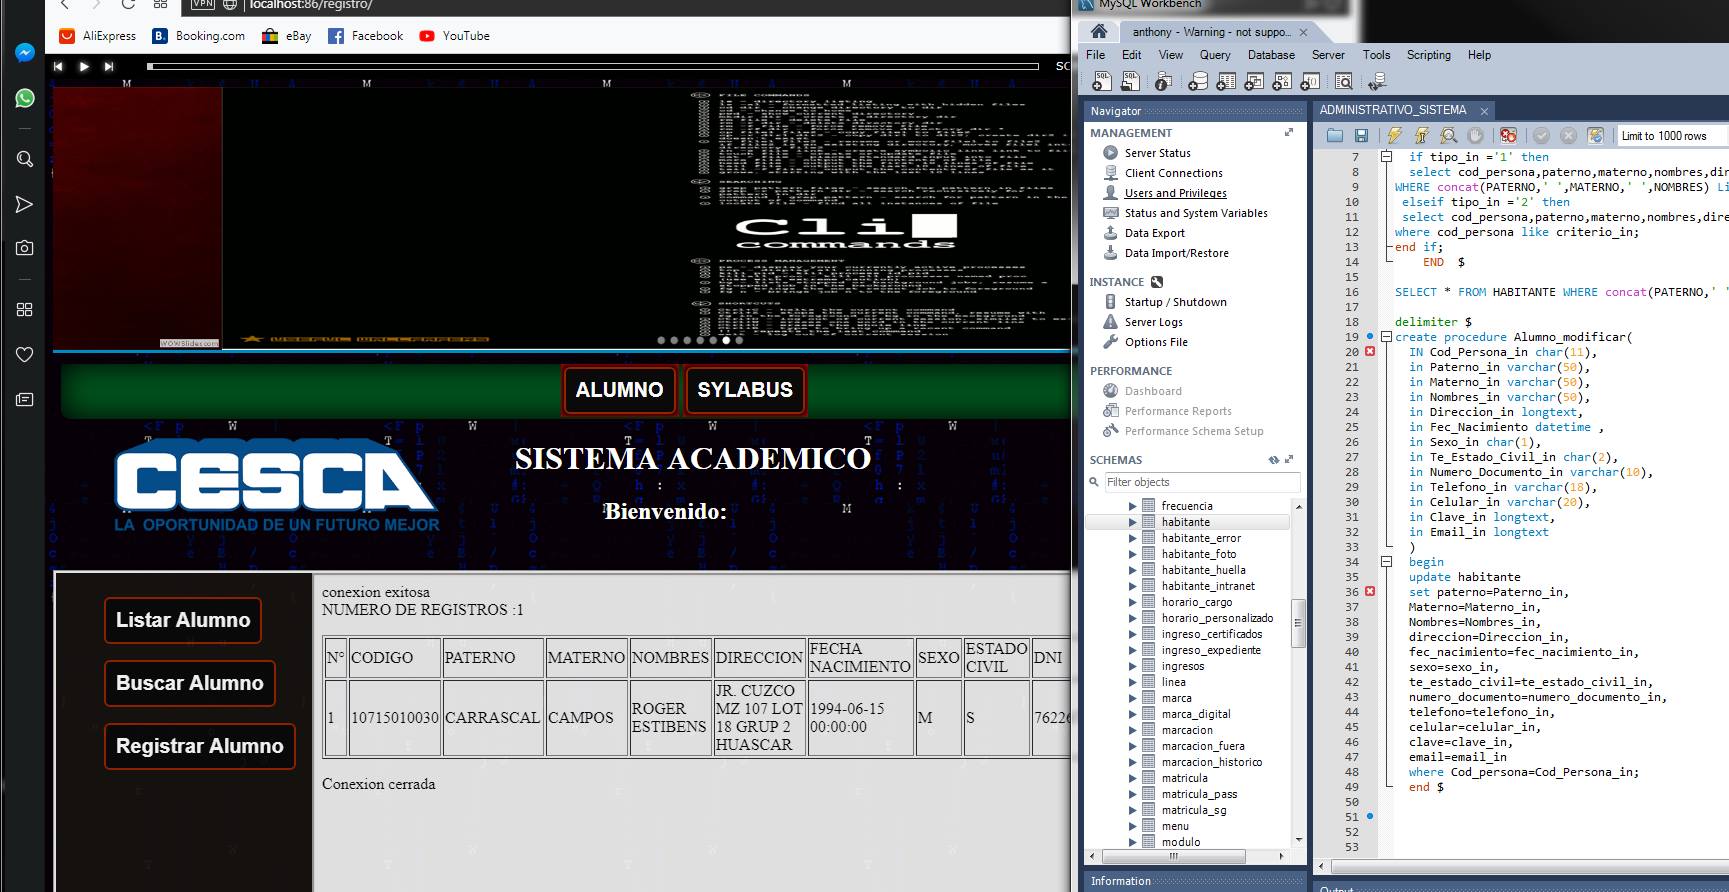 VPN localhost:86/registro/
AliExpress Booking.com eBay Facebook YouTube
FILE COMMANDS
SEARCHING
Cli
commands
PROCESS MANAGEMENT
SHORTCUTS
WOWSlider.com
ALUMNO SYLABUS
CESCA
LA OPORTUNIDAD DE UN FUTURO MEJOR
SISTEMA ACADEMICO
Bienvenido:
Listar Alumno
Buscar Alumno
Registrar Alumno
conexion exitosa
NUMERO DE REGISTROS :1
N° CODIGO PATERNO MATERNO NOMBRES DIRECCION FECHA NACIMIENTO SEXO ESTADO CIVIL DNI
1 10715010030 CARRASCAL CAMPOS ROGER ESTIBENS JR. CUZCO MZ 107 LOT 18 GRUP 2 HUASCAR 1994-06-15 00:00:00 M S 76226
Conexion cerrada
MySQL Workbench
anthony - Warning - not suppo...
File Edit View Query Database Server Tools Scripting Help
Navigator
MANAGEMENT
Server Status
Client Connections
Users and Privileges
Status and System Variables
Data Export
Data Import/Restore
INSTANCE
Startup / Shutdown
Server Logs
Options File
PERFORMANCE
Dashboard
Performance Reports
Performance Schema Setup
SCHEMAS
Filter objects
frecuencia
habitante
habitante_error
habitante_foto
habitante_huella
habitante_intranet
horario_cargo
horario_personalizado
ingreso_certificados
ingreso_expediente
ingresos
linea
marca
marca_digital
marcacion
marcacion_fuera
marcacion_historico
matricula
matricula_pass
matricula_sg
menu
modulo
Information
ADMINISTRATIVO_SISTEMA
Limit to 1000 rows
7 if tipo_in ='1' then
8 select cod_persona,paterno,materno,nombres,dir
9 WHERE concat(PATERNO,' ',MATERNO,' ',NOMBRES) Li
10 elseif tipo_in ='2' then
11 select cod_persona,paterno,materno,nombres,dire
12 where cod_persona like criterio_in;
13 end if;
14 END $
15
16 SELECT * FROM HABITANTE WHERE concat(PATERNO,' '
17
18 delimiter $
19 create procedure Alumno_modificar(
20 IN Cod_Persona_in char(11),
21 in Paterno_in varchar(50),
22 in Materno_in varchar(50),
23 in Nombres_in varchar(50),
24 in Direccion_in longtext,
25 in Fec_Nacimiento datetime ,
26 in Sexo_in char(1),
27 in Te_Estado_Civil_in char(2),
28 in Numero_Documento_in varchar(10),
29 in Telefono_in varchar(18),
30 in Celular_in varchar(20),
31 in Clave_in longtext,
32 in Email_in longtext
33 )
34 begin
35 update habitante
36 set paterno=Paterno_in,
37 Materno=Materno_in,
38 Nombres=Nombres_in,
39 direccion=Direccion_in,
40 fec_nacimiento=fec_nacimiento_in,
41 sexo=sexo_in,
42 te_estado_civil=te_estado_civil_in,
43 numero_documento=numero_documento_in,
44 telefono=telefono_in,
45 celular=celular_in,
46 clave=clave_in,
47 email=email_in
48 where Cod_persona=Cod_Persona_in;
49 end $
50
51
52
53
Output